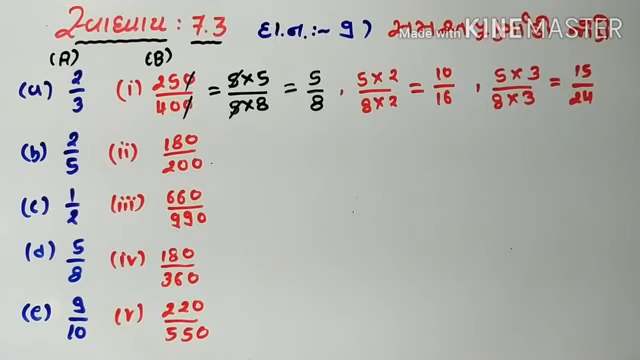 સ્વાધ્યાય : 7.3 દા.નં.:- 9)
Made with KINEMASTER
(A) (B)
(a) 2/3 (i) 250/400 = 8×5/8×8 = 5/8 , 5×2/8×2 = 10/16 , 5×3/8×3 = 15/24
(b) 2/5 (ii) 180/200
(c) 1/2 (iii) 660/990
(d) 5/8 (iv) 180/360
(e) 9/10 (v) 220/550